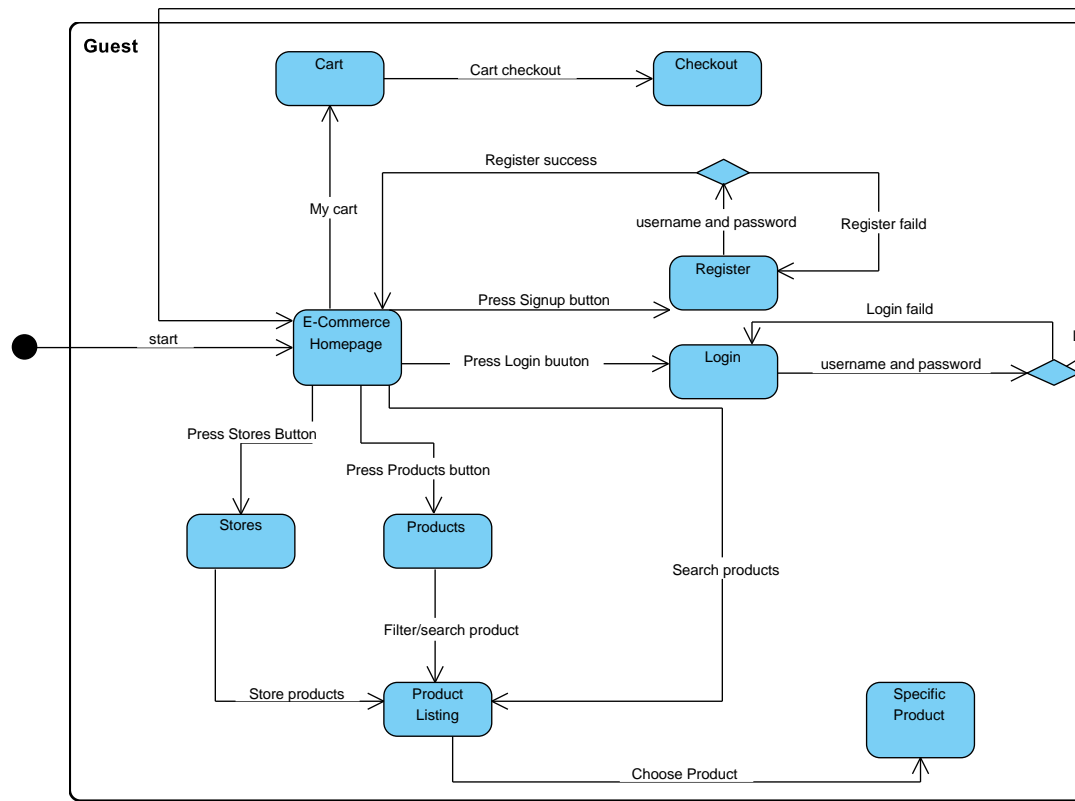 Guest
Cart
Cart checkout
Checkout
Register success
My cart
username and password
Register faild
Register
Press Signup button
E-Commerce
Homepage
start
Login faild
Press Login buuton
Login
username and password
Press Stores Button
Press Products button
Stores
Products
Search products
Filter/search product
Store products
Product
Listing
Specific
Product
Choose Product